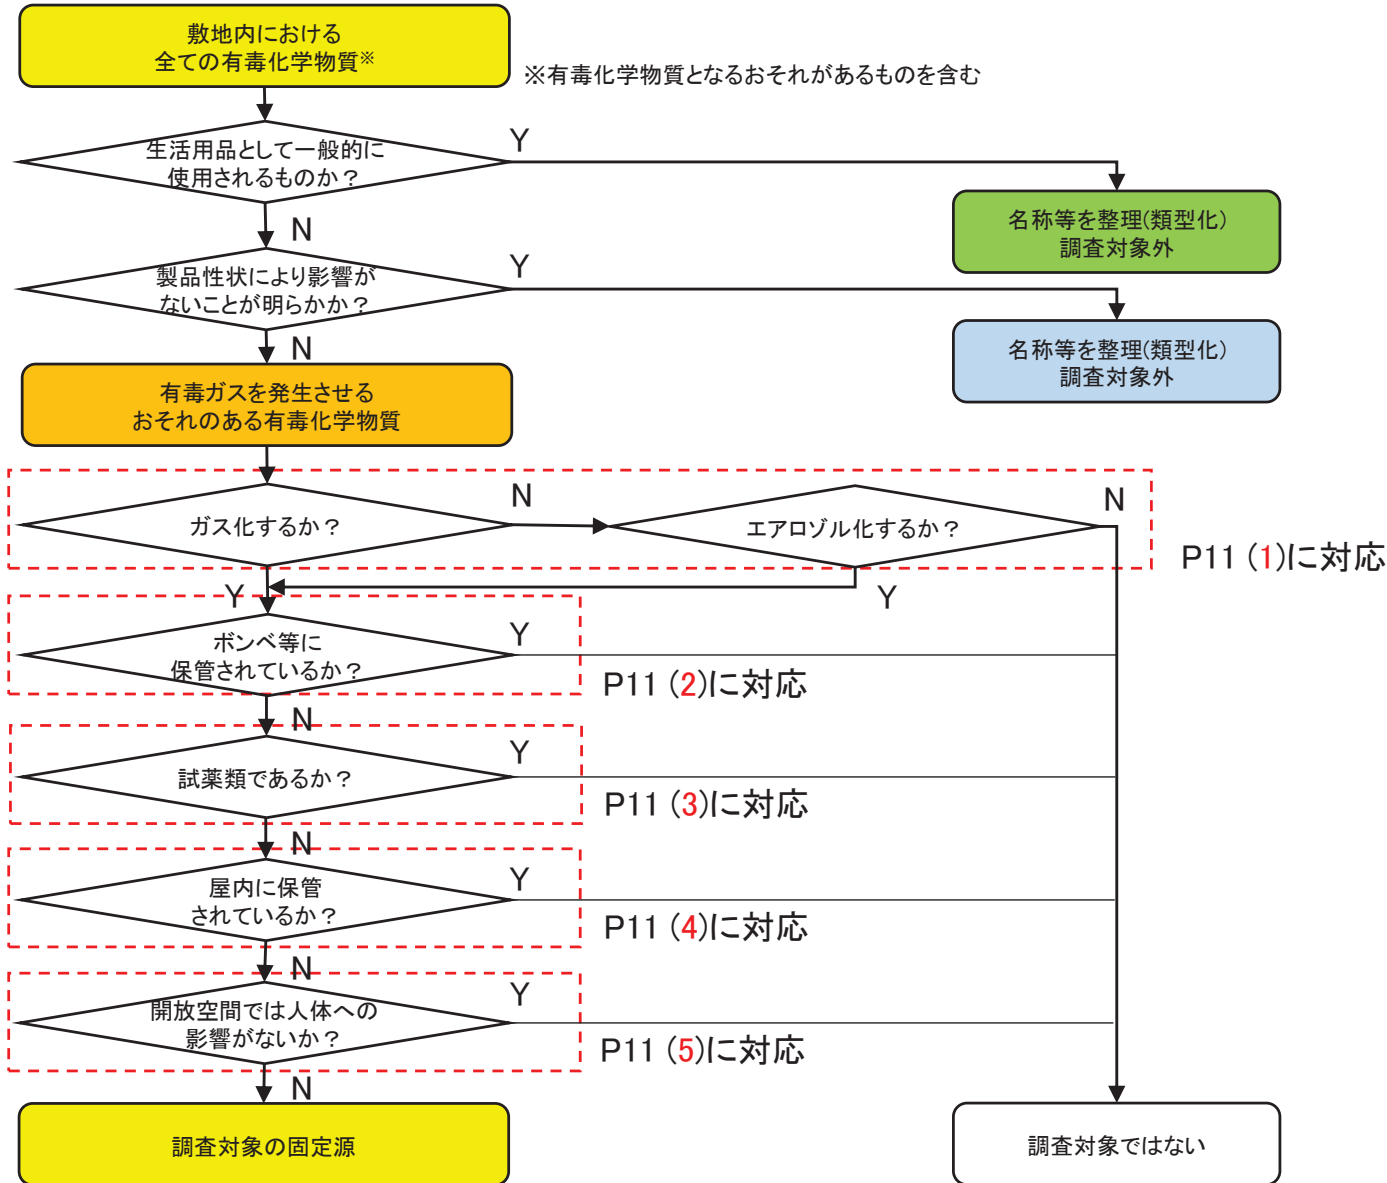 敷地内における
全ての有毒化学物質※
※有毒化学物質となるおそれがあるものを含む
生活用品として一般的に
使用されるものか？
Y
N
名称等を整理(類型化)
調査対象外
製品性状により影響が
ないことが明らかか？
Y
N
名称等を整理(類型化)
調査対象外
有毒ガスを発生させる
おそれのある有毒化学物質
ガス化するか？
N
エアロゾル化するか？
N
P11 (1)に対応
Y
Y
ボンベ等に
保管されているか？
Y
P11 (2)に対応
N
試薬類であるか？
Y
P11 (3)に対応
N
屋内に保管
されているか？
Y
P11 (4)に対応
N
開放空間では人体への
影響がないか？
Y
P11 (5)に対応
N
調査対象の固定源
調査対象ではない